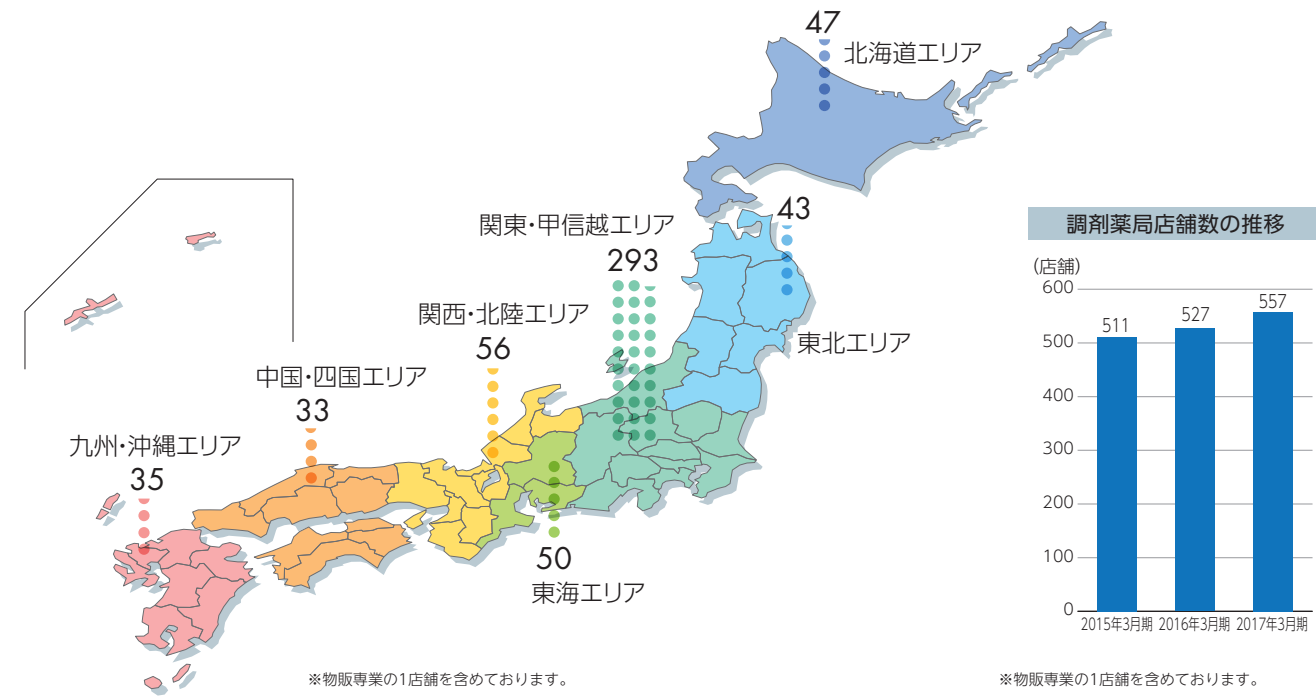 47
北海道エリア
43
東北エリア
関東・甲信越エリア
293
関西・北陸エリア
56
中国・四国エリア
33
九州・沖縄エリア
35
50
東海エリア
※物販専業の1店舗を含めております。
調剤薬局店舗数の推移
(店舗)
600
500
400
300
200
100
0
511
527
557
2015年3月期
2016年3月期
2017年3月期
※物販専業の1店舗を含めております。